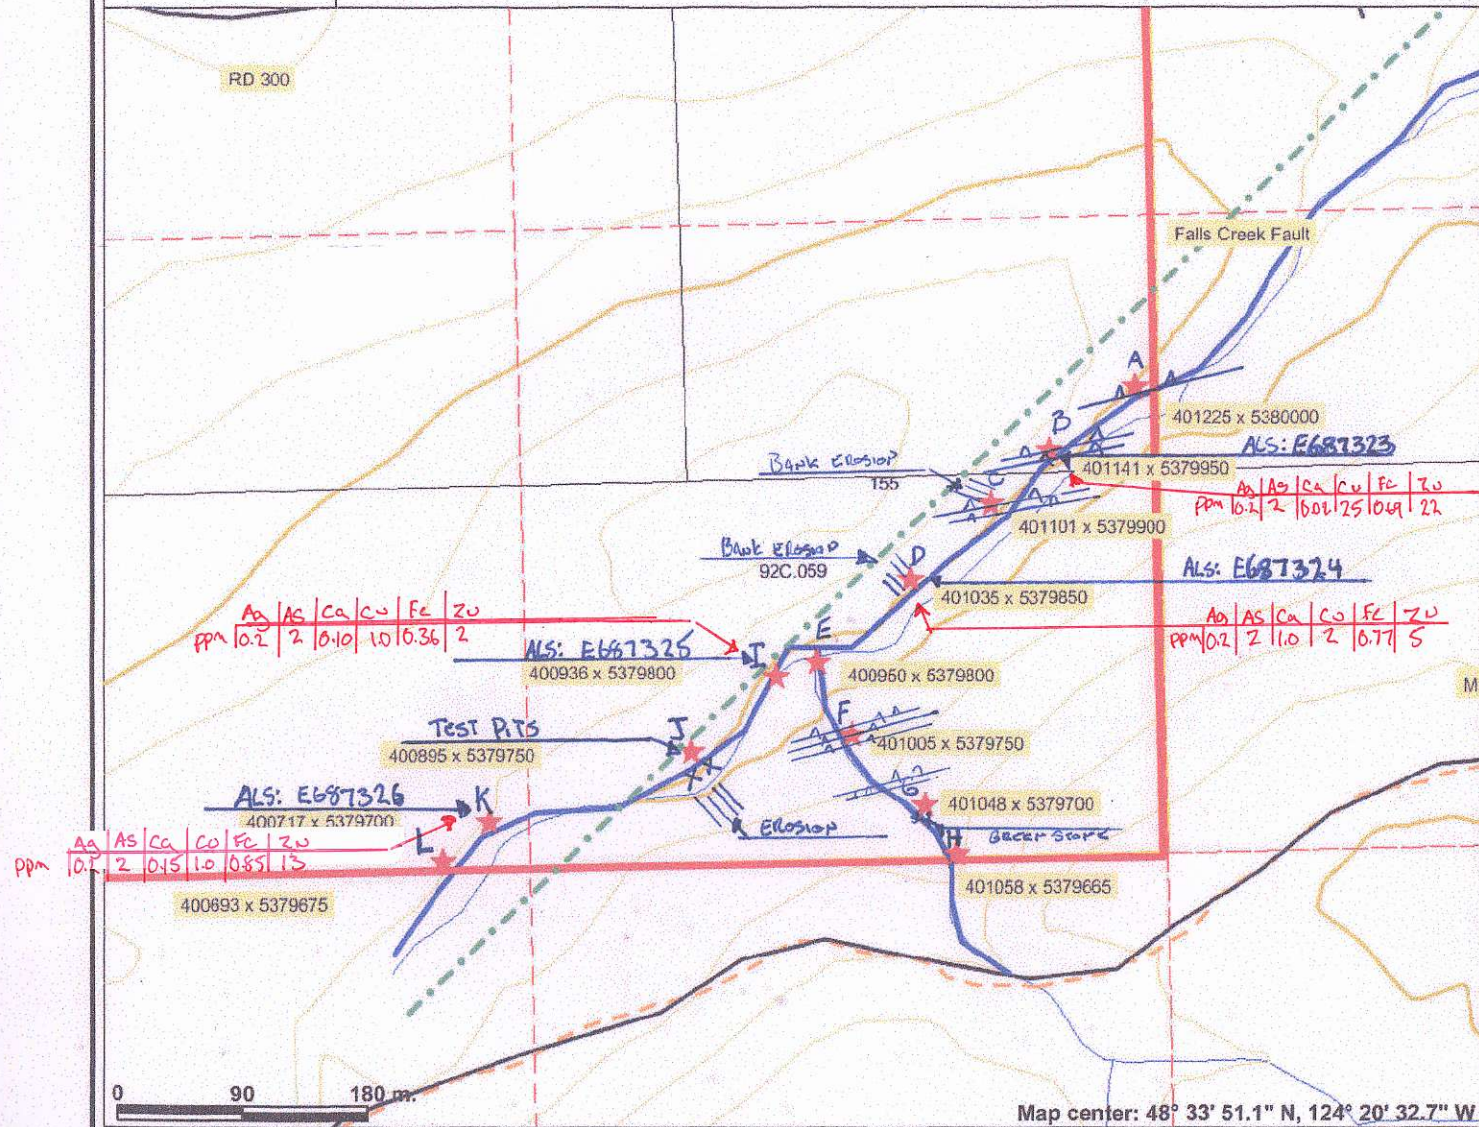 RD 300
Falls Creek Fault
A
401225 x 5380000
B
ALS: E687323
BANK EROSION
155
401141 x 5379950
C
Ag As Ca Cu Fe Zn
ppm 0.2 2 0.02 25 0.69 22
401101 x 5379900
BANK EROSION
92C.059
D
ALS: E687324
401035 x 5379850
Ag As Ca Cu Fe Zn
ppm 0.2 2 0.10 1.0 0.36 2
Ag As Ca Cu Fe Zn
ppm 0.2 2 1.0 2 0.77 5
E
ALS: E687325
I
400936 x 5379800
400950 x 5379800
M
TEST PITS
J
F
400895 x 5379750
401005 x 5379750
XX
G
ALS: E687326
K
400717 x 5379700
401048 x 5379700
EROSION
GREEN STONE
Ag As Ca Cu Fe Zn
ppm 0.2 2 0.15 1.0 0.85 13
L
H
400693 x 5379675
401058 x 5379665
0 90 180 m.
Map center: 48° 33' 51.1" N, 124° 20' 32.7" W